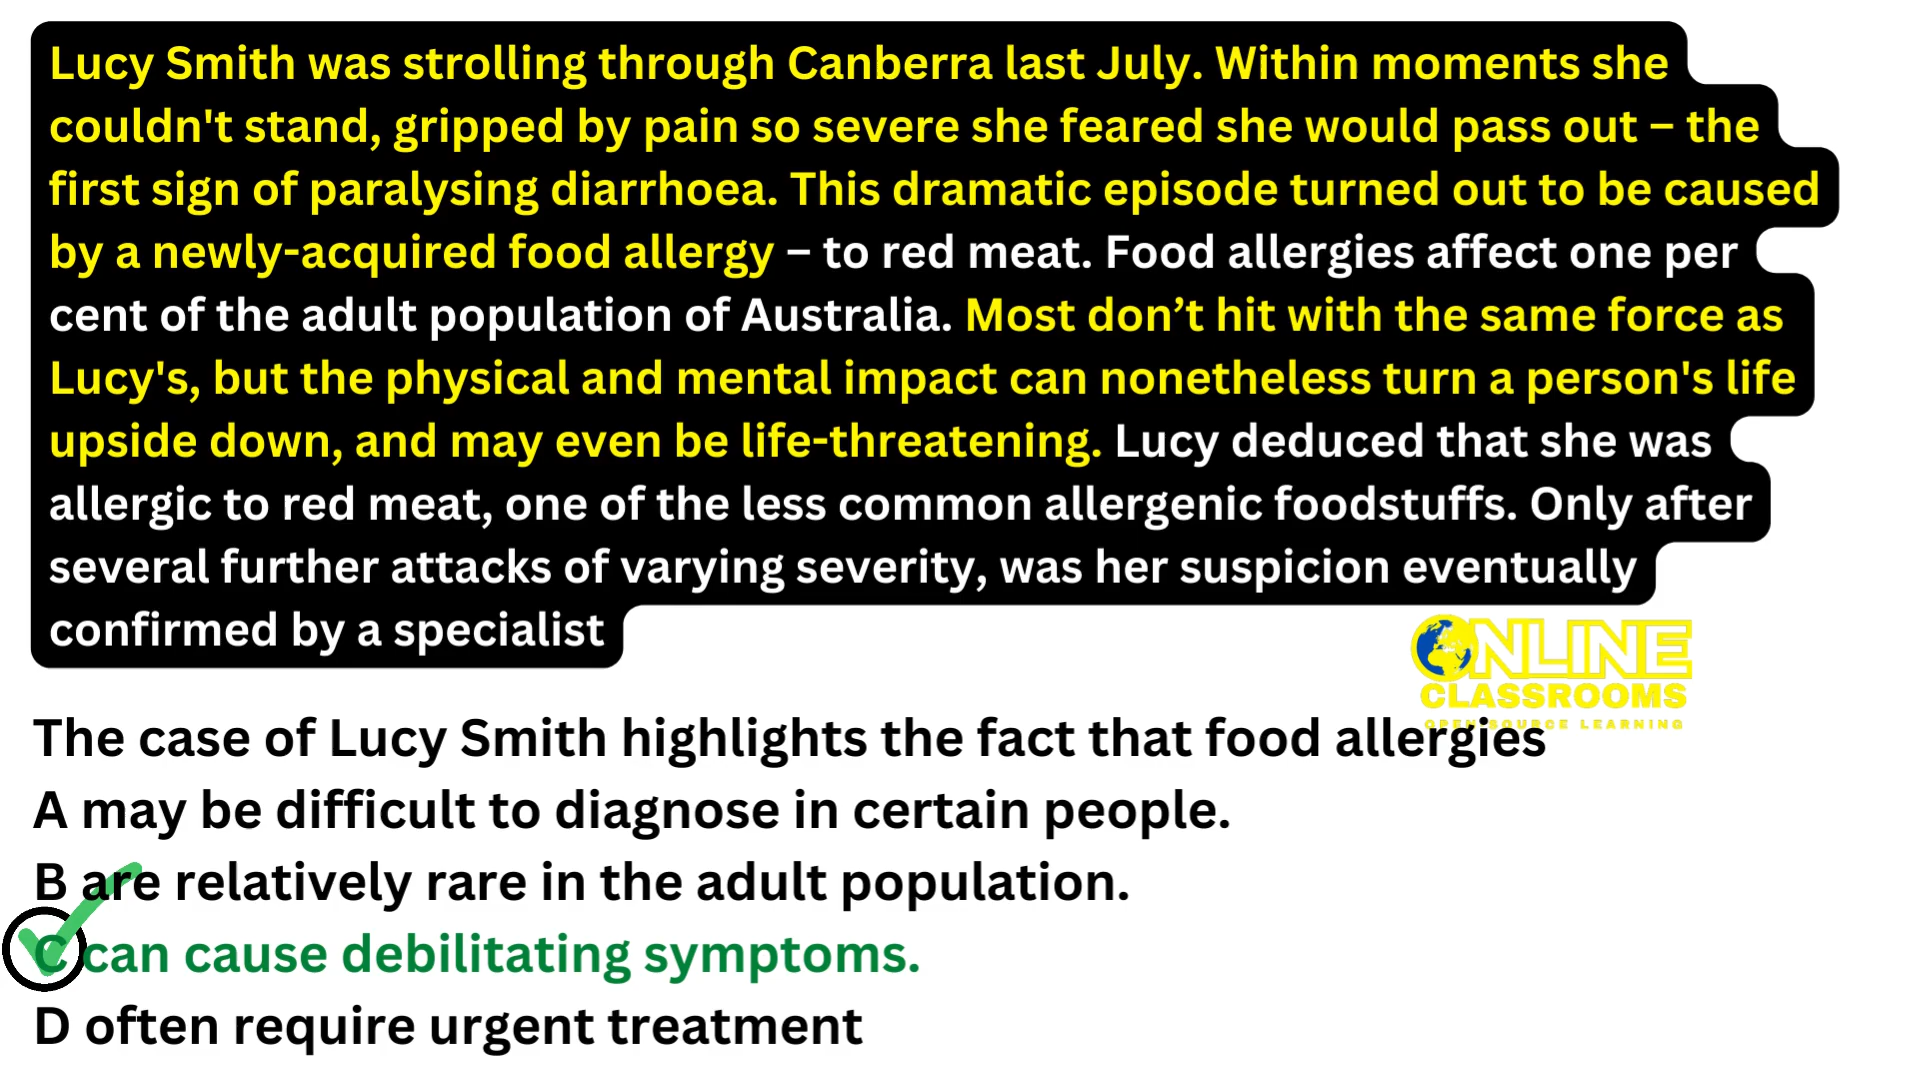 Lucy Smith was strolling through Canberra last July. Within moments she
couldn't stand, gripped by pain so severe she feared she would pass out – the
first sign of paralysing diarrhoea. This dramatic episode turned out to be caused
by a newly-acquired food allergy – to red meat. Food allergies affect one per
cent of the adult population of Australia. Most don’t hit with the same force as
Lucy's, but the physical and mental impact can nonetheless turn a person's life
upside down, and may even be life-threatening. Lucy deduced that she was
allergic to red meat, one of the less common allergenic foodstuffs. Only after
several further attacks of varying severity, was her suspicion eventually
confirmed by a specialist
ONLINE
CLASSROOMS
OPEN SOURCE LEARNING
The case of Lucy Smith highlights the fact that food allergies
A may be difficult to diagnose in certain people.
B are relatively rare in the adult population.
C can cause debilitating symptoms.
D often require urgent treatment